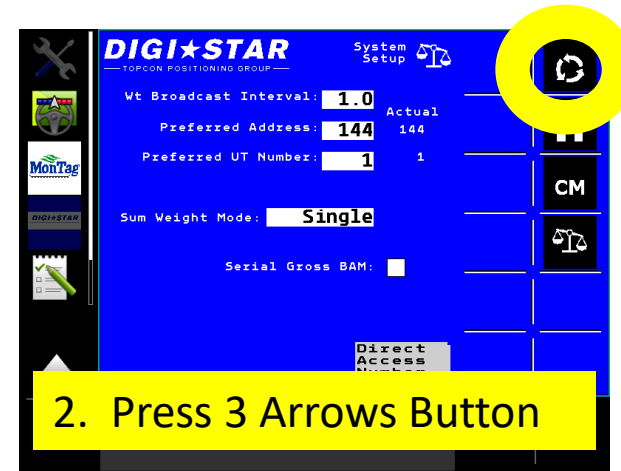 DIGI★STAR
TOPCON POSITIONING GROUP
System
Setup
Wt Broadcast Interval: 1.0
Actual
Preferred Address: 144 144
Preferred UT Number: 1 1
MonTag
CM
DIGI★STAR
Sum Weight Mode: Single
Serial Gross BAM:
Direct
Access
2. Press 3 Arrows Button